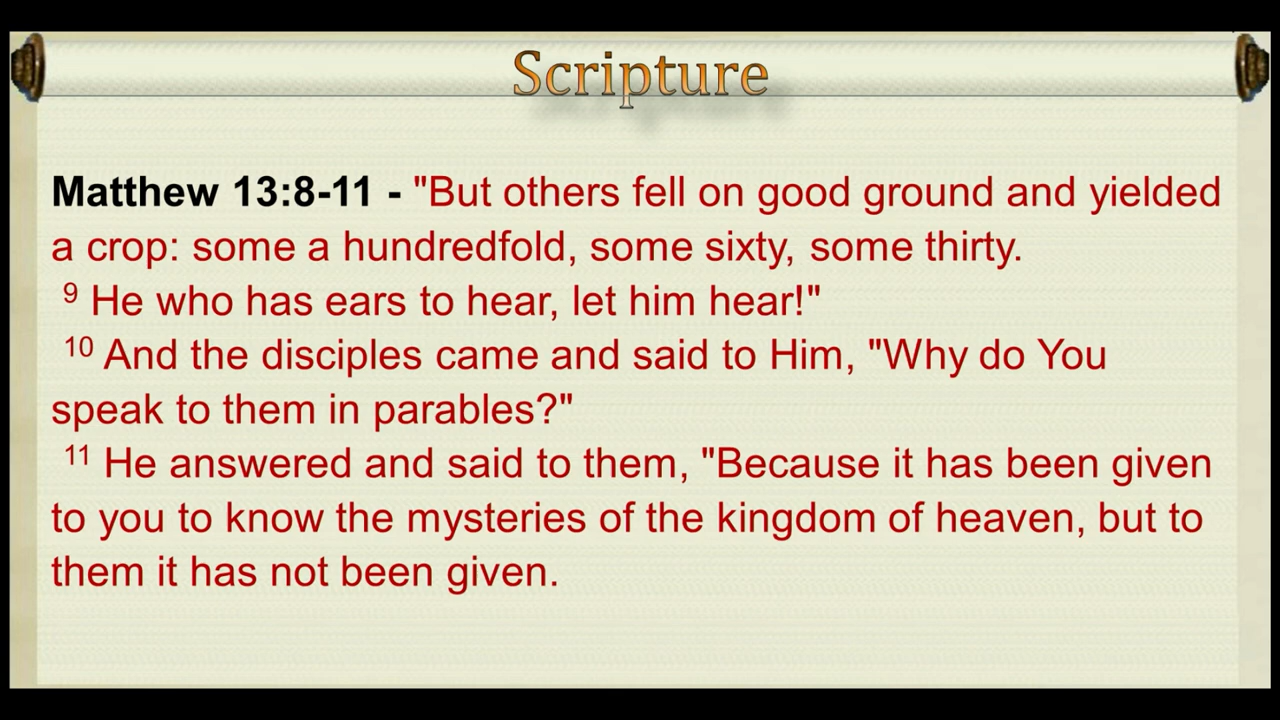 Scripture
Matthew 13:8-11 - "But others fell on good ground and yielded
a crop: some a hundredfold, some sixty, some thirty.
9 He who has ears to hear, let him hear!"
10 And the disciples came and said to Him, "Why do You
speak to them in parables?"
11 He answered and said to them, "Because it has been given
to you to know the mysteries of the kingdom of heaven, but to
them it has not been given.